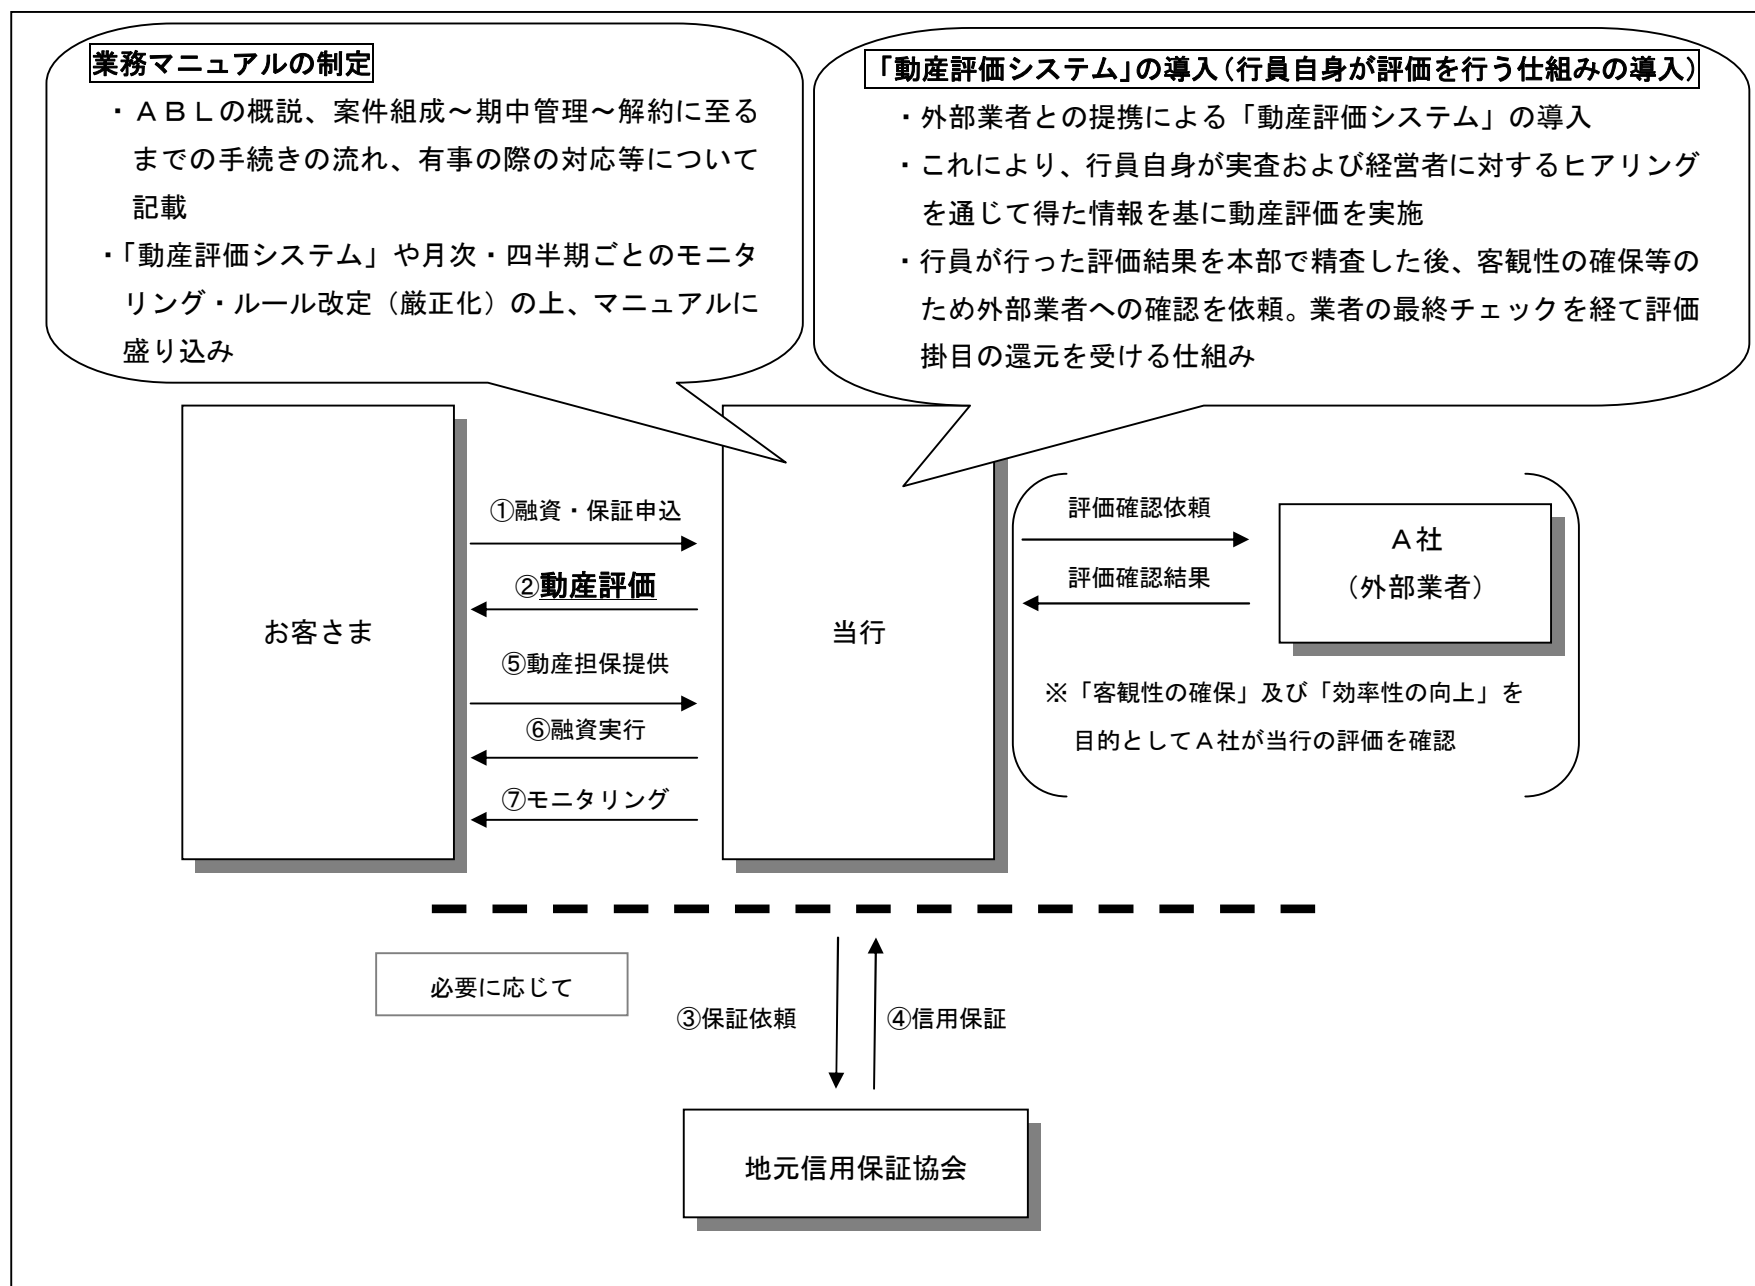 業務マニュアルの制定
・ＡＢＬの概説、案件組成～期中管理～解約に至る
までの手続きの流れ、有事の際の対応等について
記載
・「動産評価システム」や月次・四半期ごとのモニタ
リング・ルール改定（厳正化）の上、マニュアルに
盛り込み
「動産評価システム」の導入（行員自身が評価を行う仕組みの導入）
・外部業者との提携による「動産評価システム」の導入
・これにより、行員自身が実査および経営者に対するヒアリング
を通じて得た情報を基に動産評価を実施
・行員が行った評価結果を本部で精査した後、客観性の確保等の
ため外部業者への確認を依頼。業者の最終チェックを経て評価
掛目の還元を受ける仕組み
お客さま
①融資・保証申込
②動産評価
⑤動産担保提供
⑥融資実行
⑦モニタリング
当行
評価確認依頼
評価確認結果
Ａ社
（外部業者）
※「客観性の確保」及び「効率性の向上」を
目的としてＡ社が当行の評価を確認
必要に応じて
③保証依頼
④信用保証
地元信用保証協会